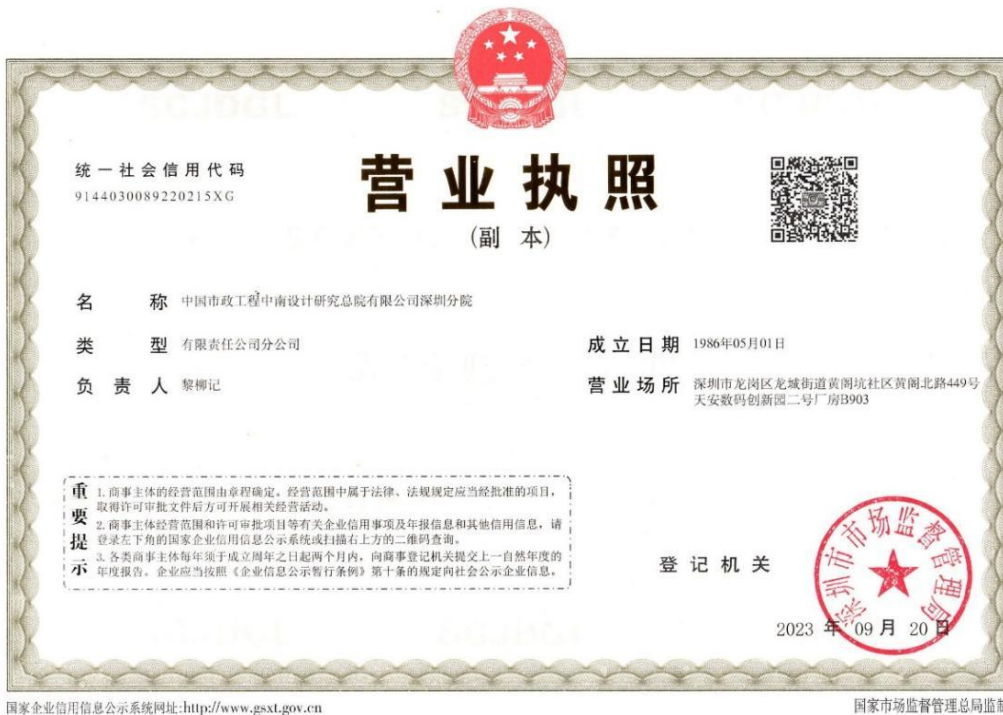 统一社会信用代码
9144030089220215XG
营业执照
(副 本)
名 称 中国市政工程中南设计研究总院有限公司深圳分院
类 型 有限责任公司分公司
负责人 黎柳记
成立日期 1986年05月01日
营业场所 深圳市龙岗区龙城街道黄阁坑社区黄阁北路449号
天安数码创新园二号厂房B903
重要提示
1. 商事主体的经营范围由章程确定。经营范围中属于法律、法规规定应当经批准的项目，
取得许可审批文件后方可开展相关经营活动。
2. 商事主体经营范围和许可审批项目等有关企业信用事项及年报信息和其他信用信息，请
登录左下角的国家企业信用信息公示系统或扫描右上方的二维码查询。
3. 各类商事主体每年须于成立周年之日起两个月内，向商事登记机关提交上一自然年度的
年度报告。企业应当按照《企业信息公示暂行条例》第十条的规定向社会公示企业信息。
登记机关
深圳市市场监督管理局
2023 年 09 月 20 日
国家企业信用信息公示系统网址:http://www.gsxt.gov.cn
国家市场监督管理总局监制